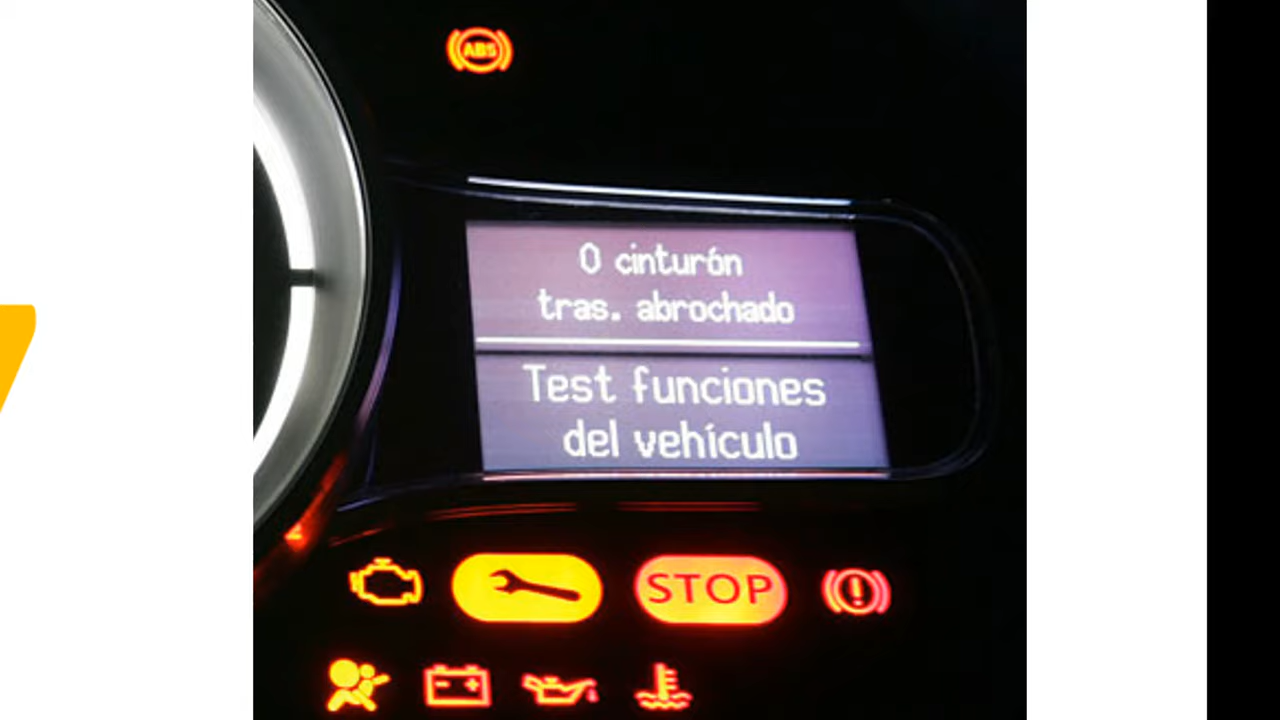 ABS
0 cinturón
tras. abrochado
Test funciones
del vehículo
STOP